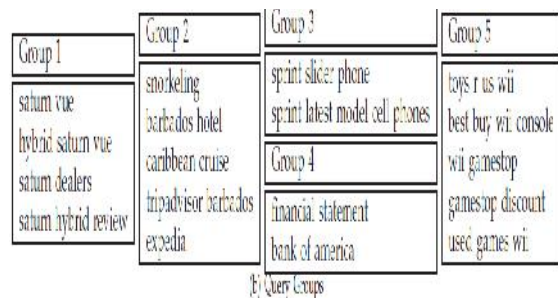 Group 1
saturn vue
hybrid saturn vue
saturn dealers
saturn hybrid review
Group 2
snorkeling
barbados hotel
caribbean cruise
tripadvisor barbados
expedia
Group 3
sprint slider phone
sprint latest model cell phones
Group 4
financial statement
bank of america
Group 5
toys r us wii
best buy wii console
wii gamestop
gamestop discount
used games wii
(b) Query Groups